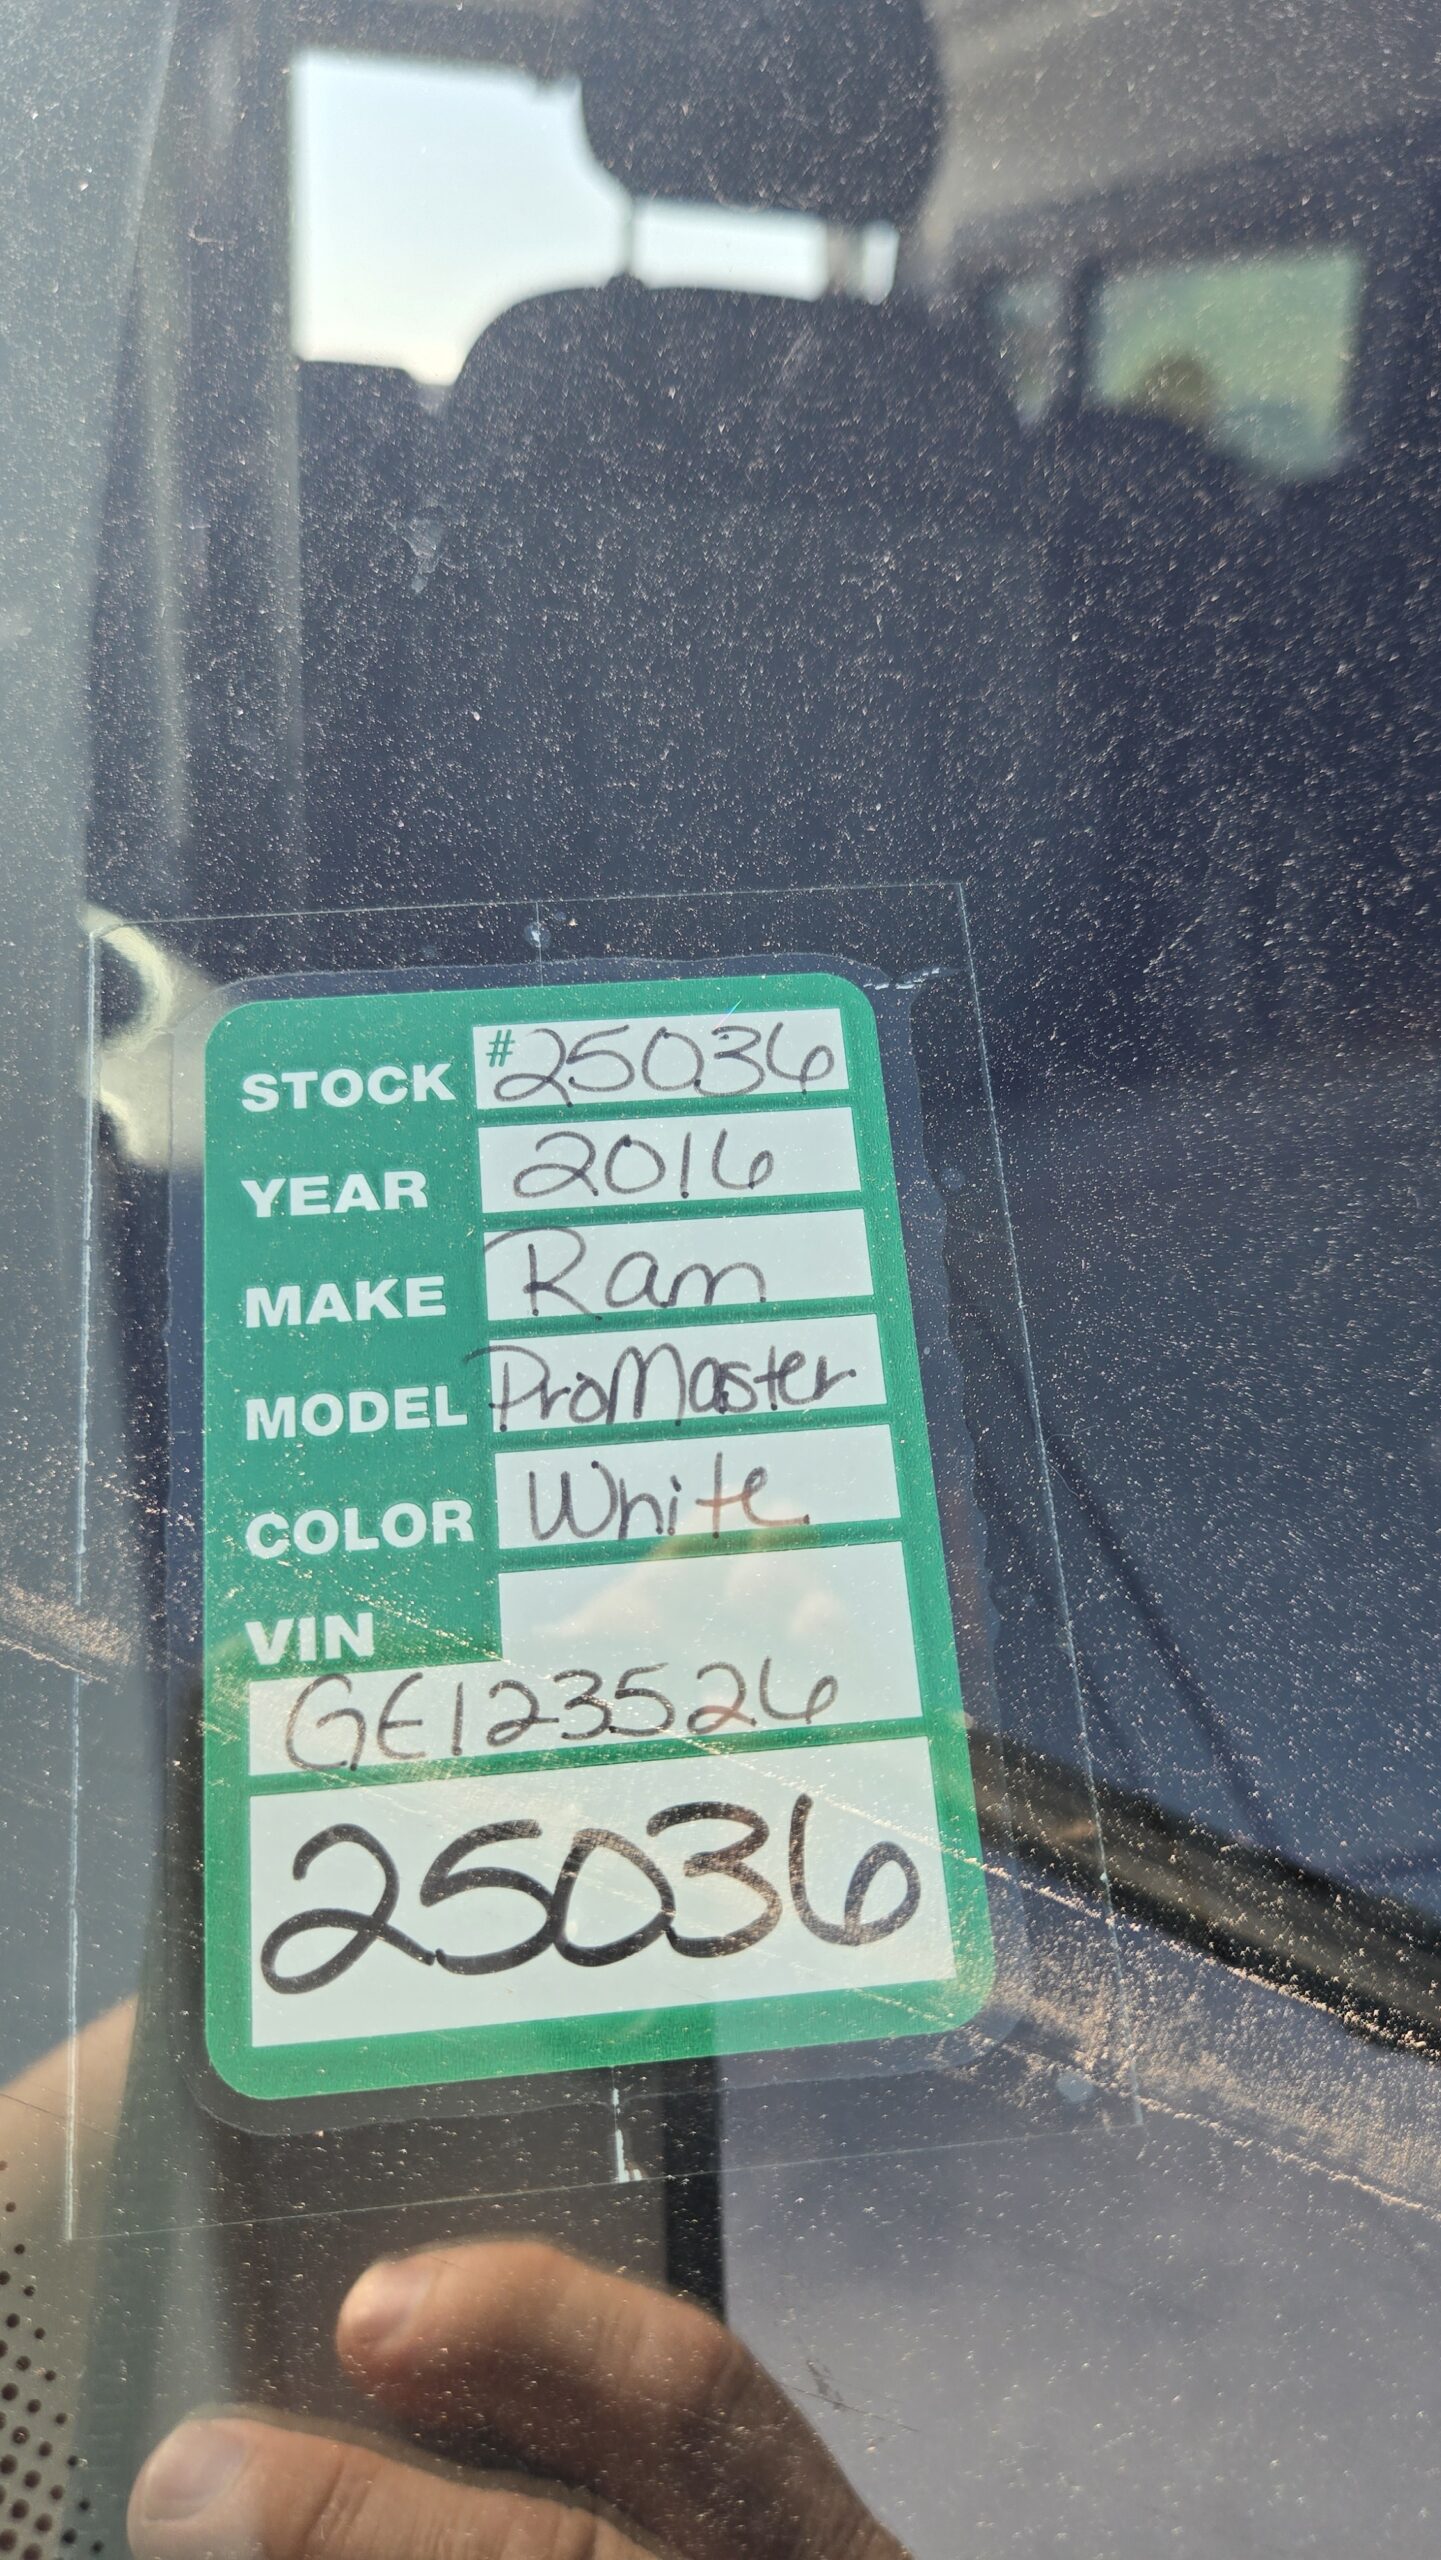 STOCK #25036
YEAR 2016
MAKE Ram
MODEL ProMaster
COLOR White
VIN
GE123526
25036